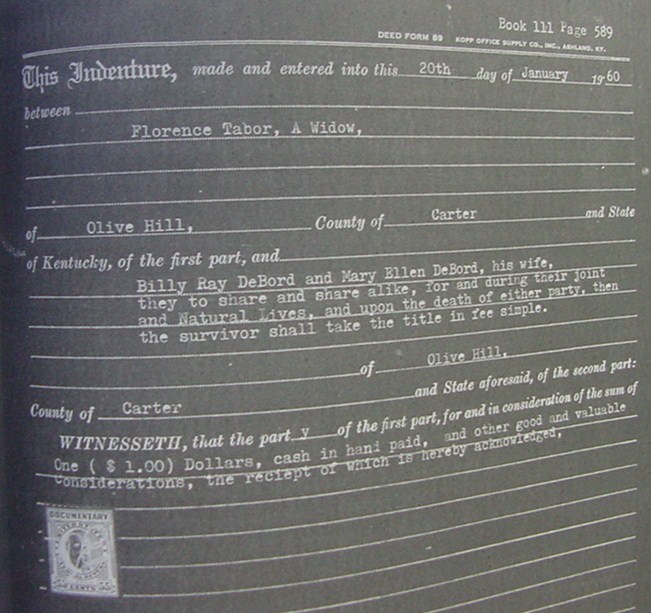 Book 111 Page 589
DEED FORM 89 KOPP OFFICE SUPPLY CO., INC., ASHLAND, KY.
This Indenture, made and entered into this 20th day of January 1960
between
Florence Tabor, A Widow,
of Olive Hill, County of Carter and State
of Kentucky, of the first part, and
Billy Ray DeBord and Mary Ellen DeBord, his wife,
they to share and share alike, for and during their joint
and Natural Lives, and upon the death of either party, then
the survivor shall take the title in fee simple.
of Olive Hill,
County of Carter and State aforesaid, of the second part:
WITNESSETH, that the part y of the first part, for and in consideration of the sum of
One ( $ 1.00) Dollars, cash in hani paid, and other good and valuable
Considerations, the reciept of which is hereby acknowledged,
DOCUMENTARY
CENTS